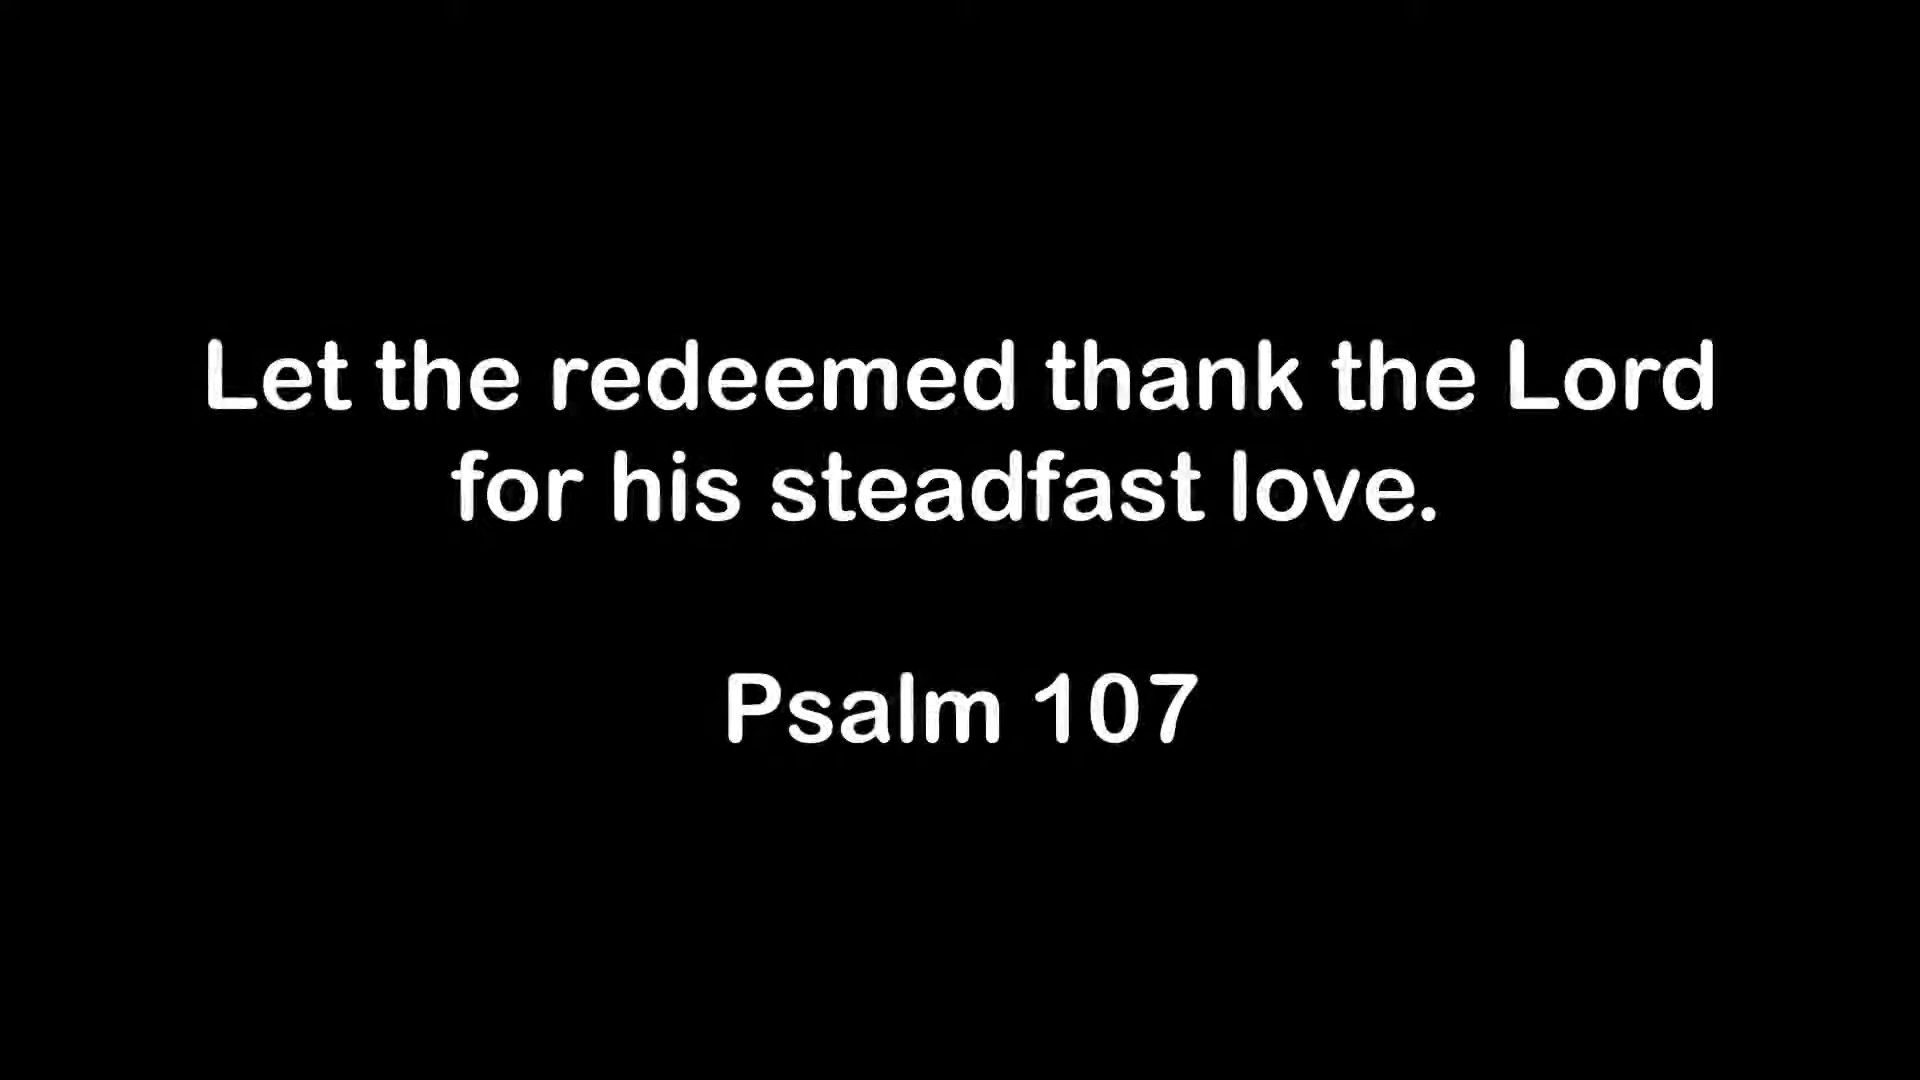 Let the redeemed thank the Lord
for his steadfast love.
Psalm 107